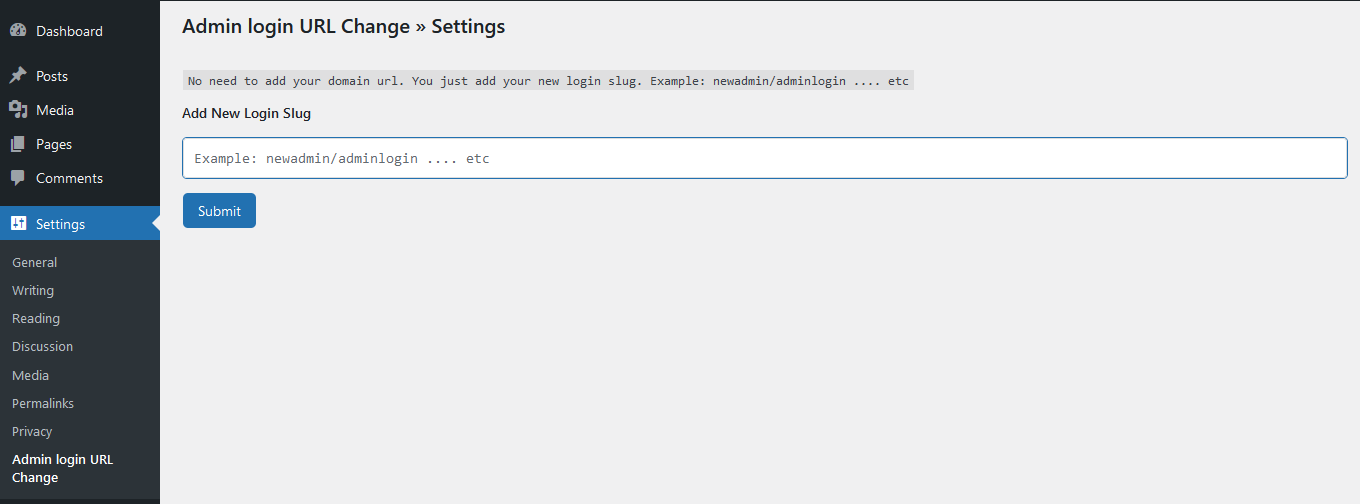 Dashboard
Posts
Media
Pages
Comments
Settings
General
Writing
Reading
Discussion
Media
Permalinks
Privacy
Admin login URL
Change
Admin login URL Change » Settings
No need to add your domain url. You just add your new login slug. Example: newadmin/adminlogin .... etc
Add New Login Slug
Example: newadmin/adminlogin .... etc
Submit